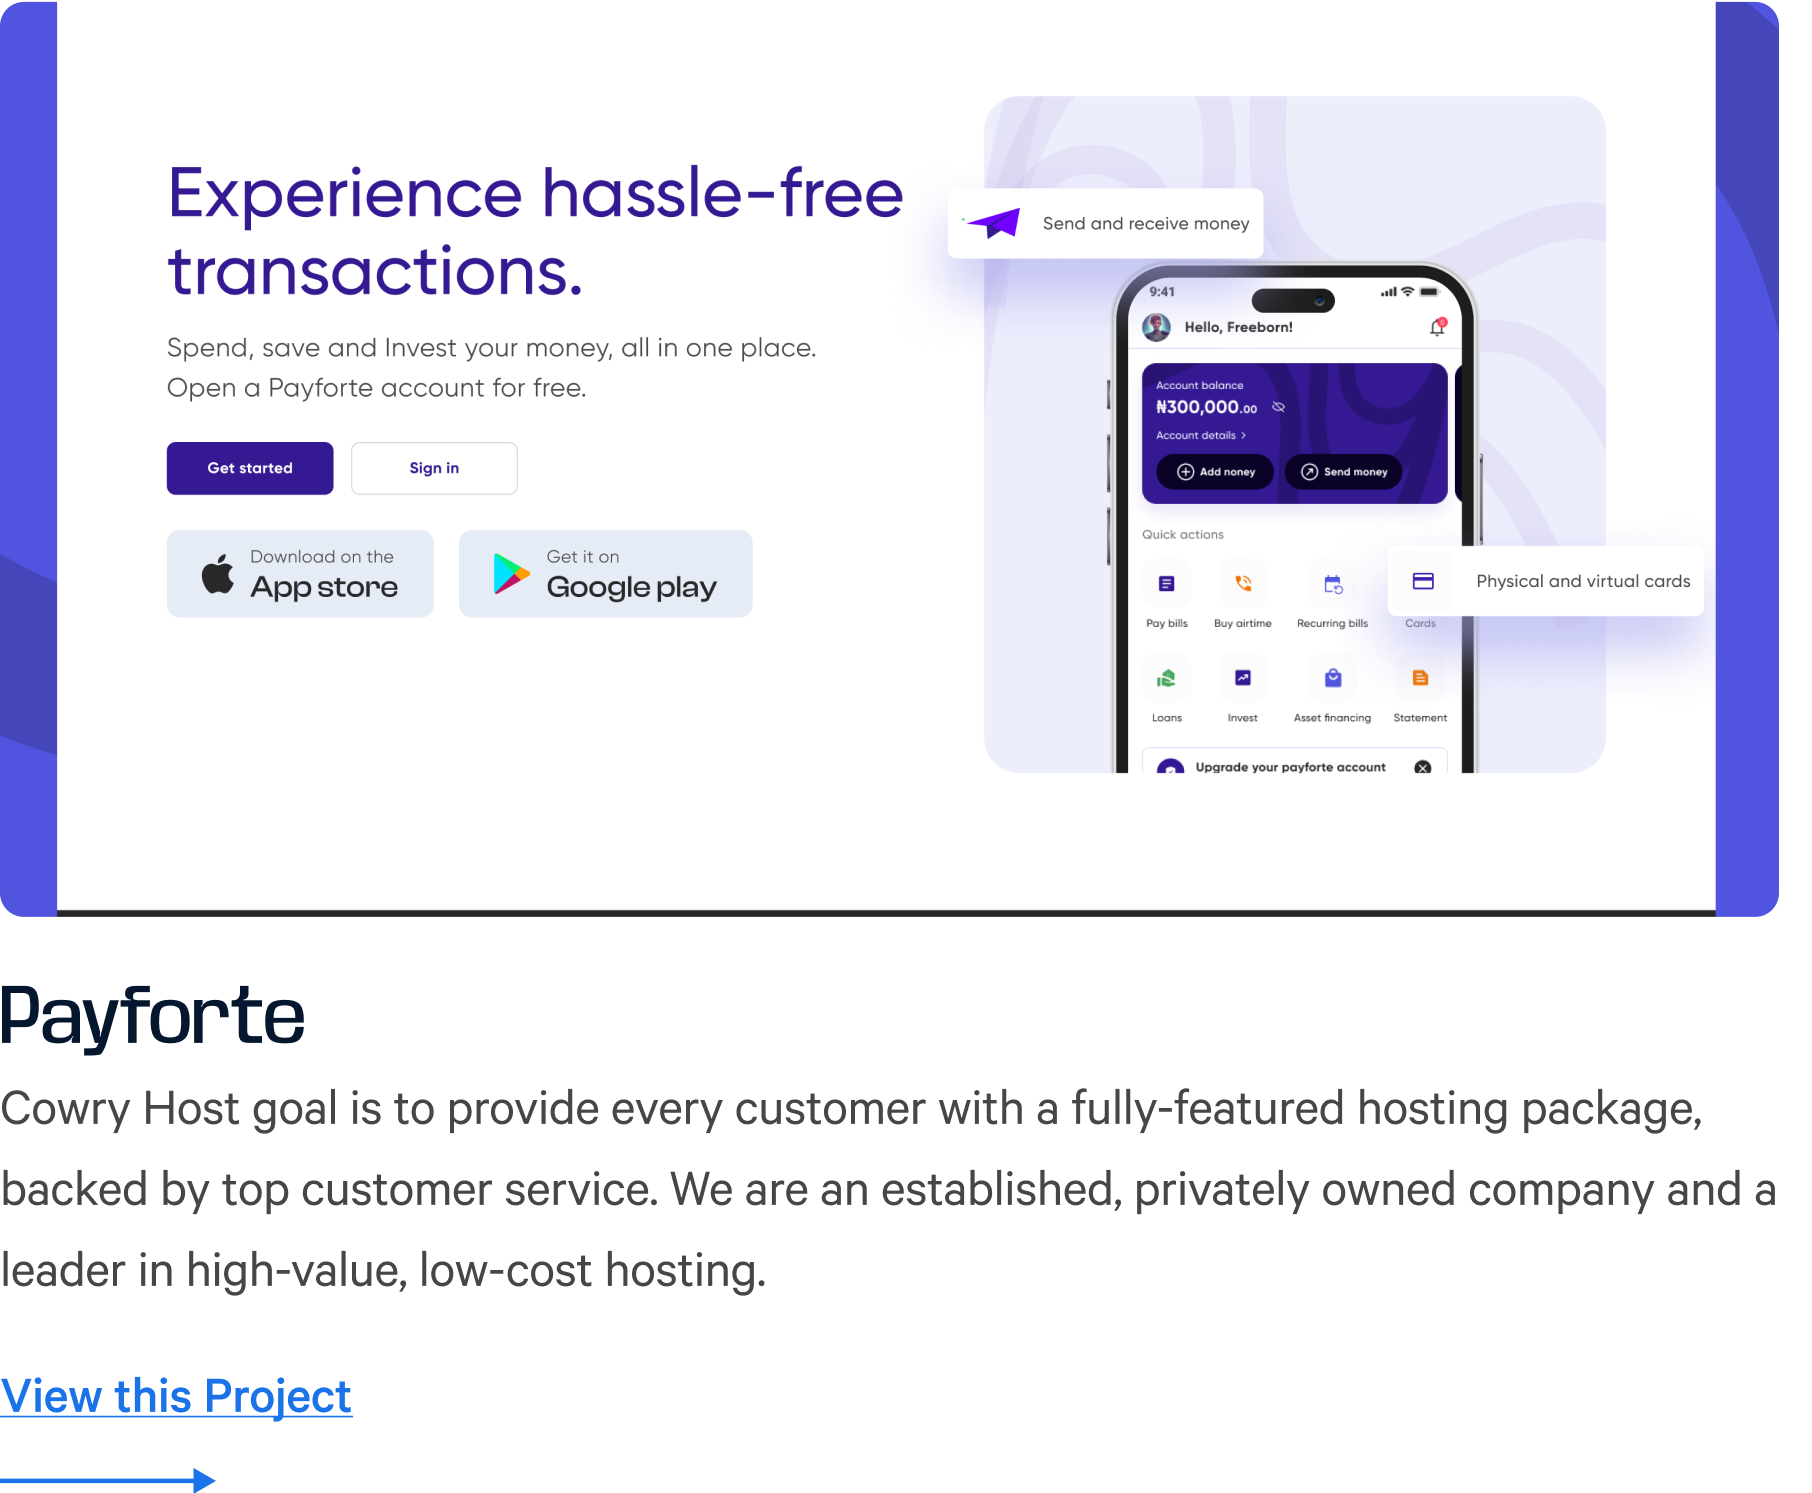 Experience hassle-free
transactions.
Spend, save and Invest your money, all in one place.
Open a Payforte account for free.
Get started
Sign in
Download on the
App store
Get it on
Google play
Send and receive money
9:41
Hello, Freeborn!
Account balance
₦300,000.00
Account details >
Add noney
Send money
Quick actions
Physical and virtual cards
Pay bills
Buy airtime
Recurring bills
Cards
Loans
Invest
Asset financing
Statement
Upgrade your payforte account
Payforte
Cowry Host goal is to provide every customer with a fully-featured hosting package,
backed by top customer service. We are an established, privately owned company and a
leader in high-value, low-cost hosting.
View this Project